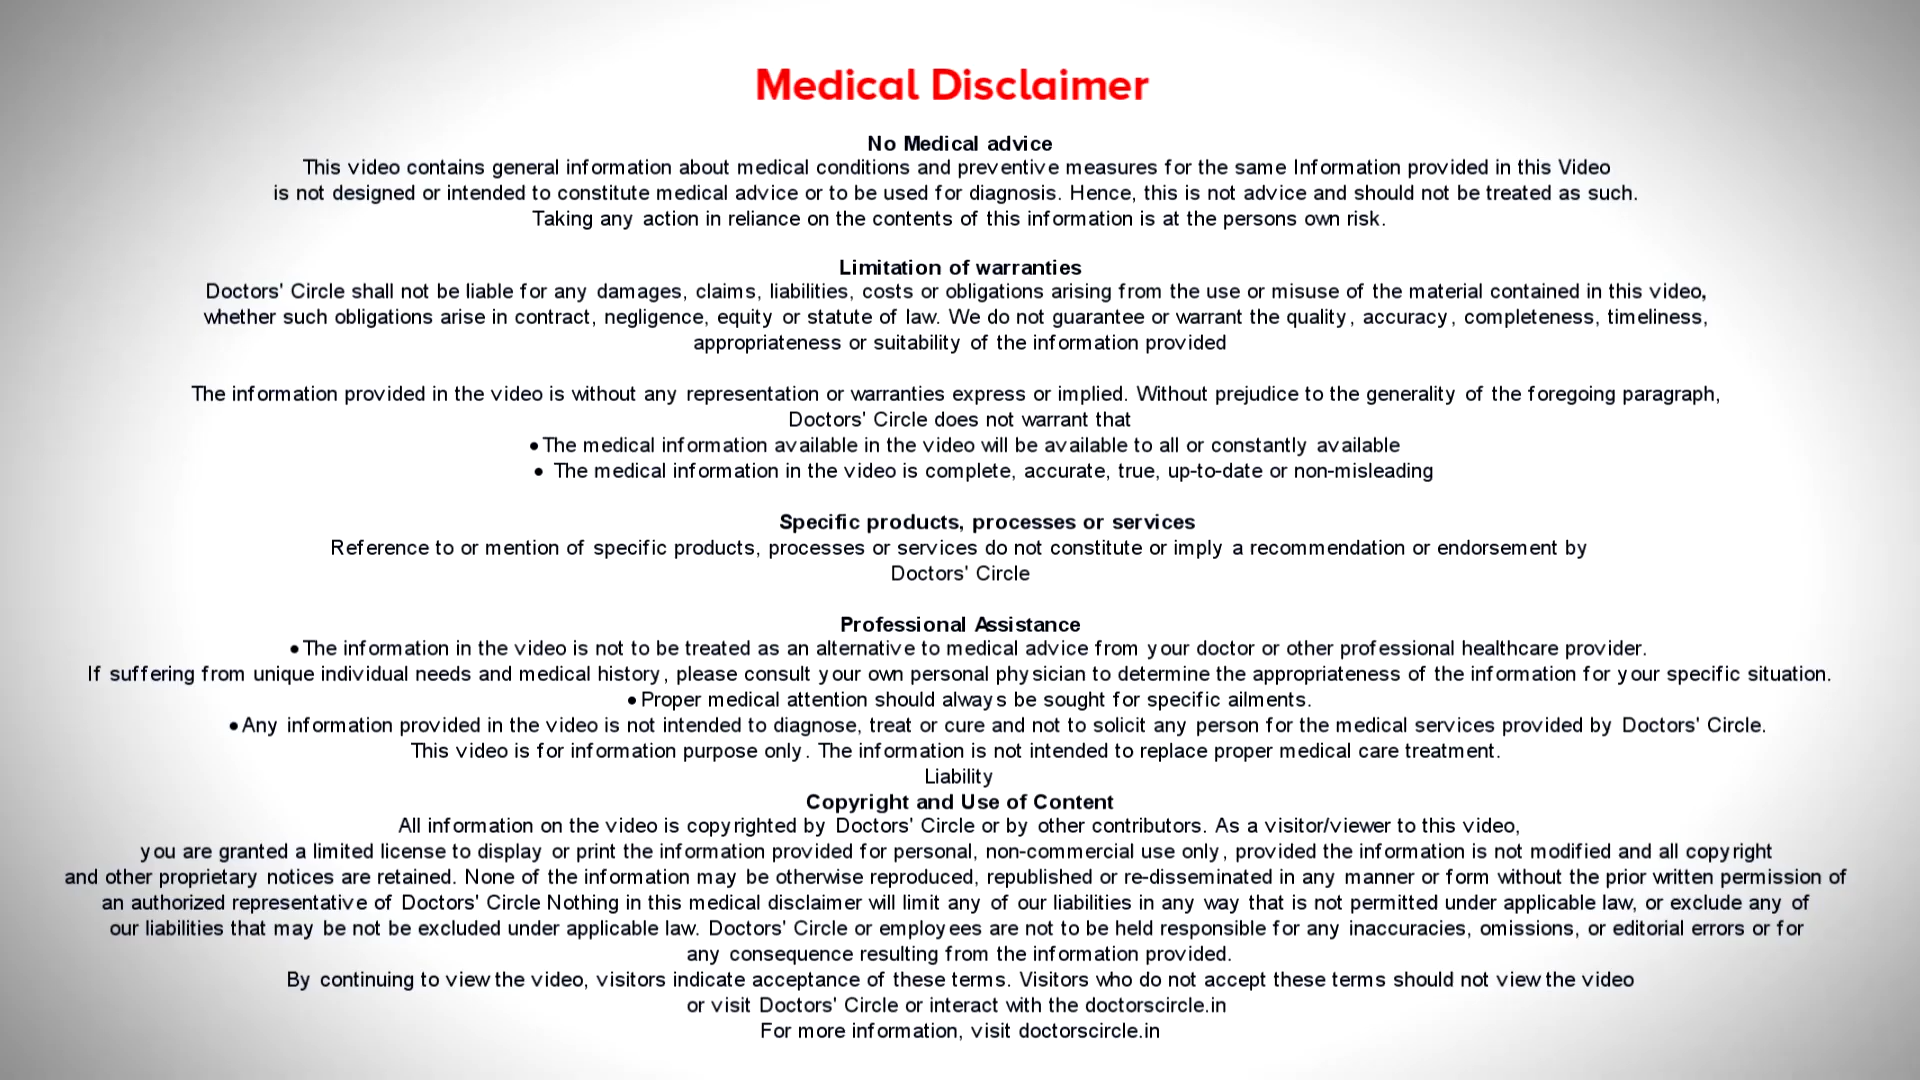 Medical Disclaimer
No Medical advice
This video contains general information about medical conditions and preventive measures for the same Information provided in this Video
is not designed or intended to constitute medical advice or to be used for diagnosis. Hence, this is not advice and should not be treated as such.
Taking any action in reliance on the contents of this information is at the persons own risk.
Limitation of warranties
Doctors' Circle shall not be liable for any damages, claims, liabilities, costs or obligations arising from the use or misuse of the material contained in this video,
whether such obligations arise in contract, negligence, equity or statute of law. We do not guarantee or warrant the quality, accuracy, completeness, timeliness,
appropriateness or suitability of the information provided
The information provided in the video is without any representation or warranties express or implied. Without prejudice to the generality of the foregoing paragraph,
Doctors' Circle does not warrant that
•The medical information available in the video will be available to all or constantly available
• The medical information in the video is complete, accurate, true, up-to-date or non-misleading
Specific products, processes or services
Reference to or mention of specific products, processes or services do not constitute or imply a recommendation or endorsement by
Doctors' Circle
Professional Assistance
•The information in the video is not to be treated as an alternative to medical advice from your doctor or other professional healthcare provider.
If suffering from unique individual needs and medical history, please consult your own personal physician to determine the appropriateness of the information for your specific situation.
•Proper medical attention should always be sought for specific ailments.
•Any information provided in the video is not intended to diagnose, treat or cure and not to solicit any person for the medical services provided by Doctors' Circle.
This video is for information purpose only. The information is not intended to replace proper medical care treatment.
Liability
Copyright and Use of Content
All information on the video is copyrighted by Doctors' Circle or by other contributors. As a visitor/viewer to this video,
you are granted a limited license to display or print the information provided for personal, non-commercial use only, provided the information is not modified and all copyright
and other proprietary notices are retained. None of the information may be otherwise reproduced, republished or re-disseminated in any manner or form without the prior written permission of
an authorized representative of Doctors' Circle Nothing in this medical disclaimer will limit any of our liabilities in any way that is not permitted under applicable law, or exclude any of
our liabilities that may be not be excluded under applicable law. Doctors' Circle or employees are not to be held responsible for any inaccuracies, omissions, or editorial errors or for
any consequence resulting from the information provided.
By continuing to view the video, visitors indicate acceptance of these terms. Visitors who do not accept these terms should not view the video
or visit Doctors' Circle or interact with the doctorscircle.in
For more information, visit doctorscircle.in